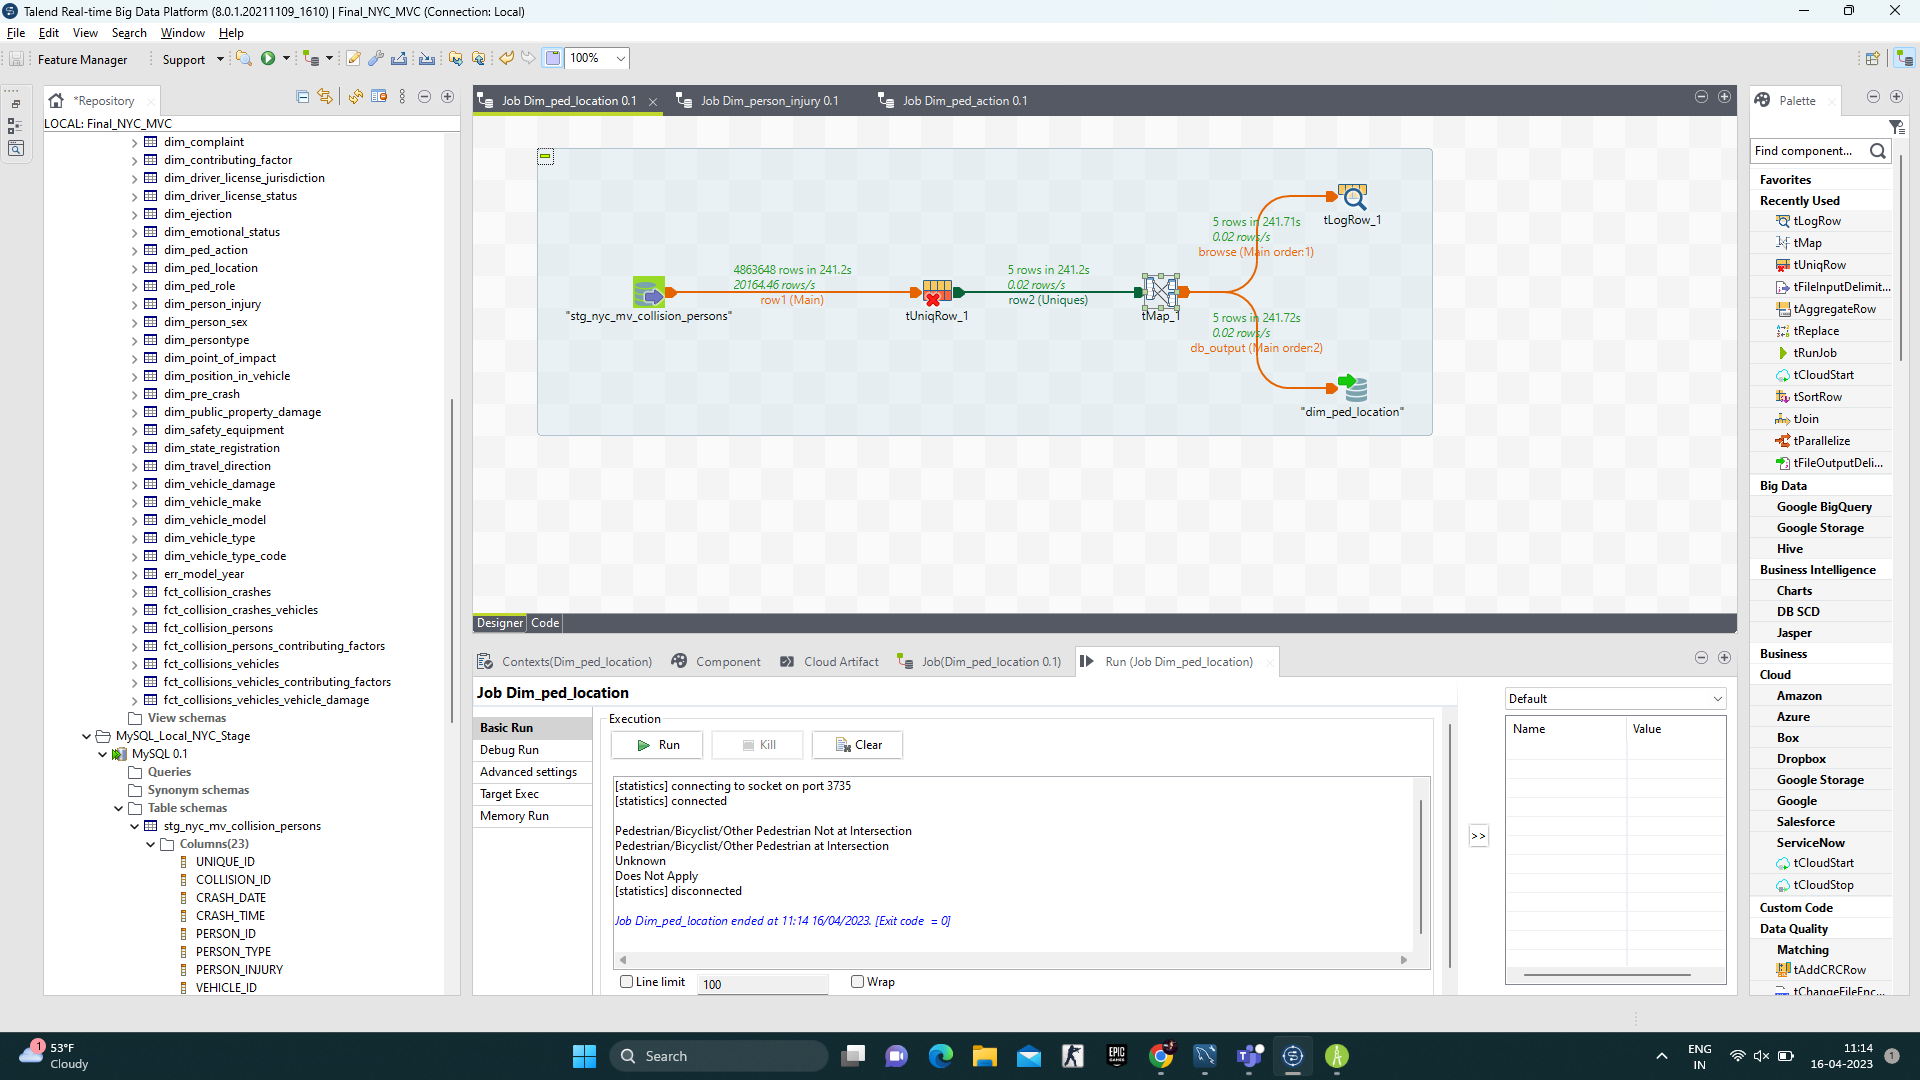 Talend Real-time Big Data Platform (8.0.1.20211109_1610) | Final_NYC_MVC (Connection: Local)
File Edit View Search Window Help
Feature Manager Support 100%
*Repository
LOCAL: Final_NYC_MVC
dim_complaint
dim_contributing_factor
dim_driver_license_jurisdiction
dim_driver_license_status
dim_ejection
dim_emotional_status
dim_ped_action
dim_ped_location
dim_ped_role
dim_person_injury
dim_person_sex
dim_persontype
dim_point_of_impact
dim_position_in_vehicle
dim_pre_crash
dim_public_property_damage
dim_safety_equipment
dim_state_registration
dim_travel_direction
dim_vehicle_damage
dim_vehicle_make
dim_vehicle_model
dim_vehicle_type
dim_vehicle_type_code
err_model_year
fct_collision_crashes
fct_collision_crashes_vehicles
fct_collision_persons
fct_collision_persons_contributing_factors
fct_collisions_vehicles
fct_collisions_vehicles_contributing_factors
fct_collisions_vehicles_vehicle_damage
View schemas
MySQL_Local_NYC_Stage
MySQL 0.1
Queries
Synonym schemas
Table schemas
stg_nyc_mv_collision_persons
Columns(23)
UNIQUE_ID
COLLISION_ID
CRASH_DATE
CRASH_TIME
PERSON_ID
PERSON_TYPE
PERSON_INJURY
VEHICLE_ID
Job Dim_ped_location 0.1 Job Dim_person_injury 0.1 Job Dim_ped_action 0.1
tLogRow_1
5 rows in 241.71s
0.02 rows/s
browse (Main order:1)
4863648 rows in 241.2s
20164.46 rows/s
row1 (Main)
5 rows in 241.2s
0.02 rows/s
row2 (Uniques)
"stg_nyc_mv_collision_persons"
tUniqRow_1
tMap_1
5 rows in 241.72s
0.02 rows/s
db_output (Main order:2)
"dim_ped_location"
Designer Code
Contexts(Dim_ped_location) Component Cloud Artifact Job(Dim_ped_location 0.1) Run (Job Dim_ped_location)
Job Dim_ped_location
Basic Run
Debug Run
Advanced settings
Target Exec
Memory Run
Execution
Run Kill Clear
[statistics] connecting to socket on port 3735
[statistics] connected
Pedestrian/Bicyclist/Other Pedestrian Not at Intersection
Pedestrian/Bicyclist/Other Pedestrian at Intersection
Unknown
Does Not Apply
[statistics] disconnected
Job Dim_ped_location ended at 11:14 16/04/2023. [Exit code = 0]
Line limit 100 Wrap
>>
Default
Name Value
Palette
Find component...
Favorites
Recently Used
tLogRow
tMap
tUniqRow
tFileInputDelimit...
tAggregateRow
tReplace
tRunJob
tCloudStart
tSortRow
tJoin
tParallelize
tFileOutputDeli...
Big Data
Google BigQuery
Google Storage
Hive
Business Intelligence
Charts
DB SCD
Jasper
Business
Cloud
Amazon
Azure
Box
Dropbox
Google Storage
Google
Salesforce
ServiceNow
tCloudStart
tCloudStop
Custom Code
Data Quality
Matching
tAddCRCRow
tChangeFileEnc...
1
53°F
Cloudy
Search
EPIC
GAMES
ENG
IN
11:14
16-04-2023
1